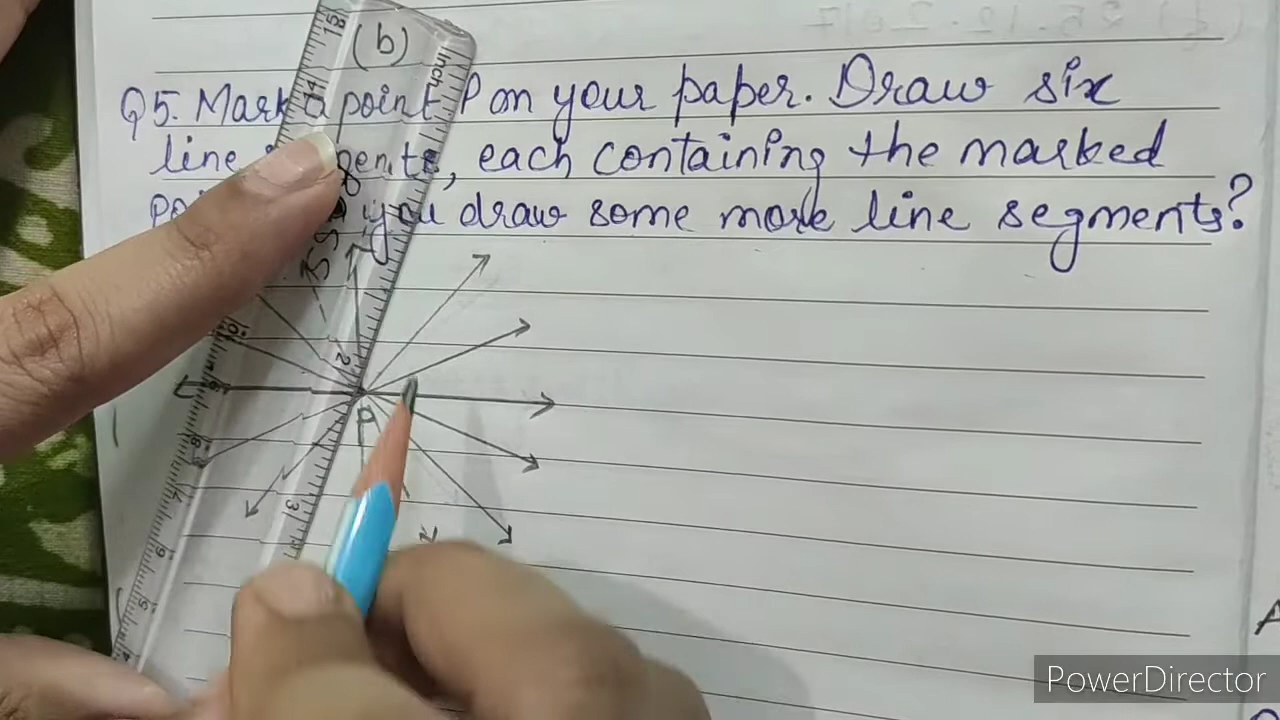 (b)
Q5. Mark a point P on your paper. Draw six
line, each containing the marked
you draw some more line segments?
P
PowerDirector